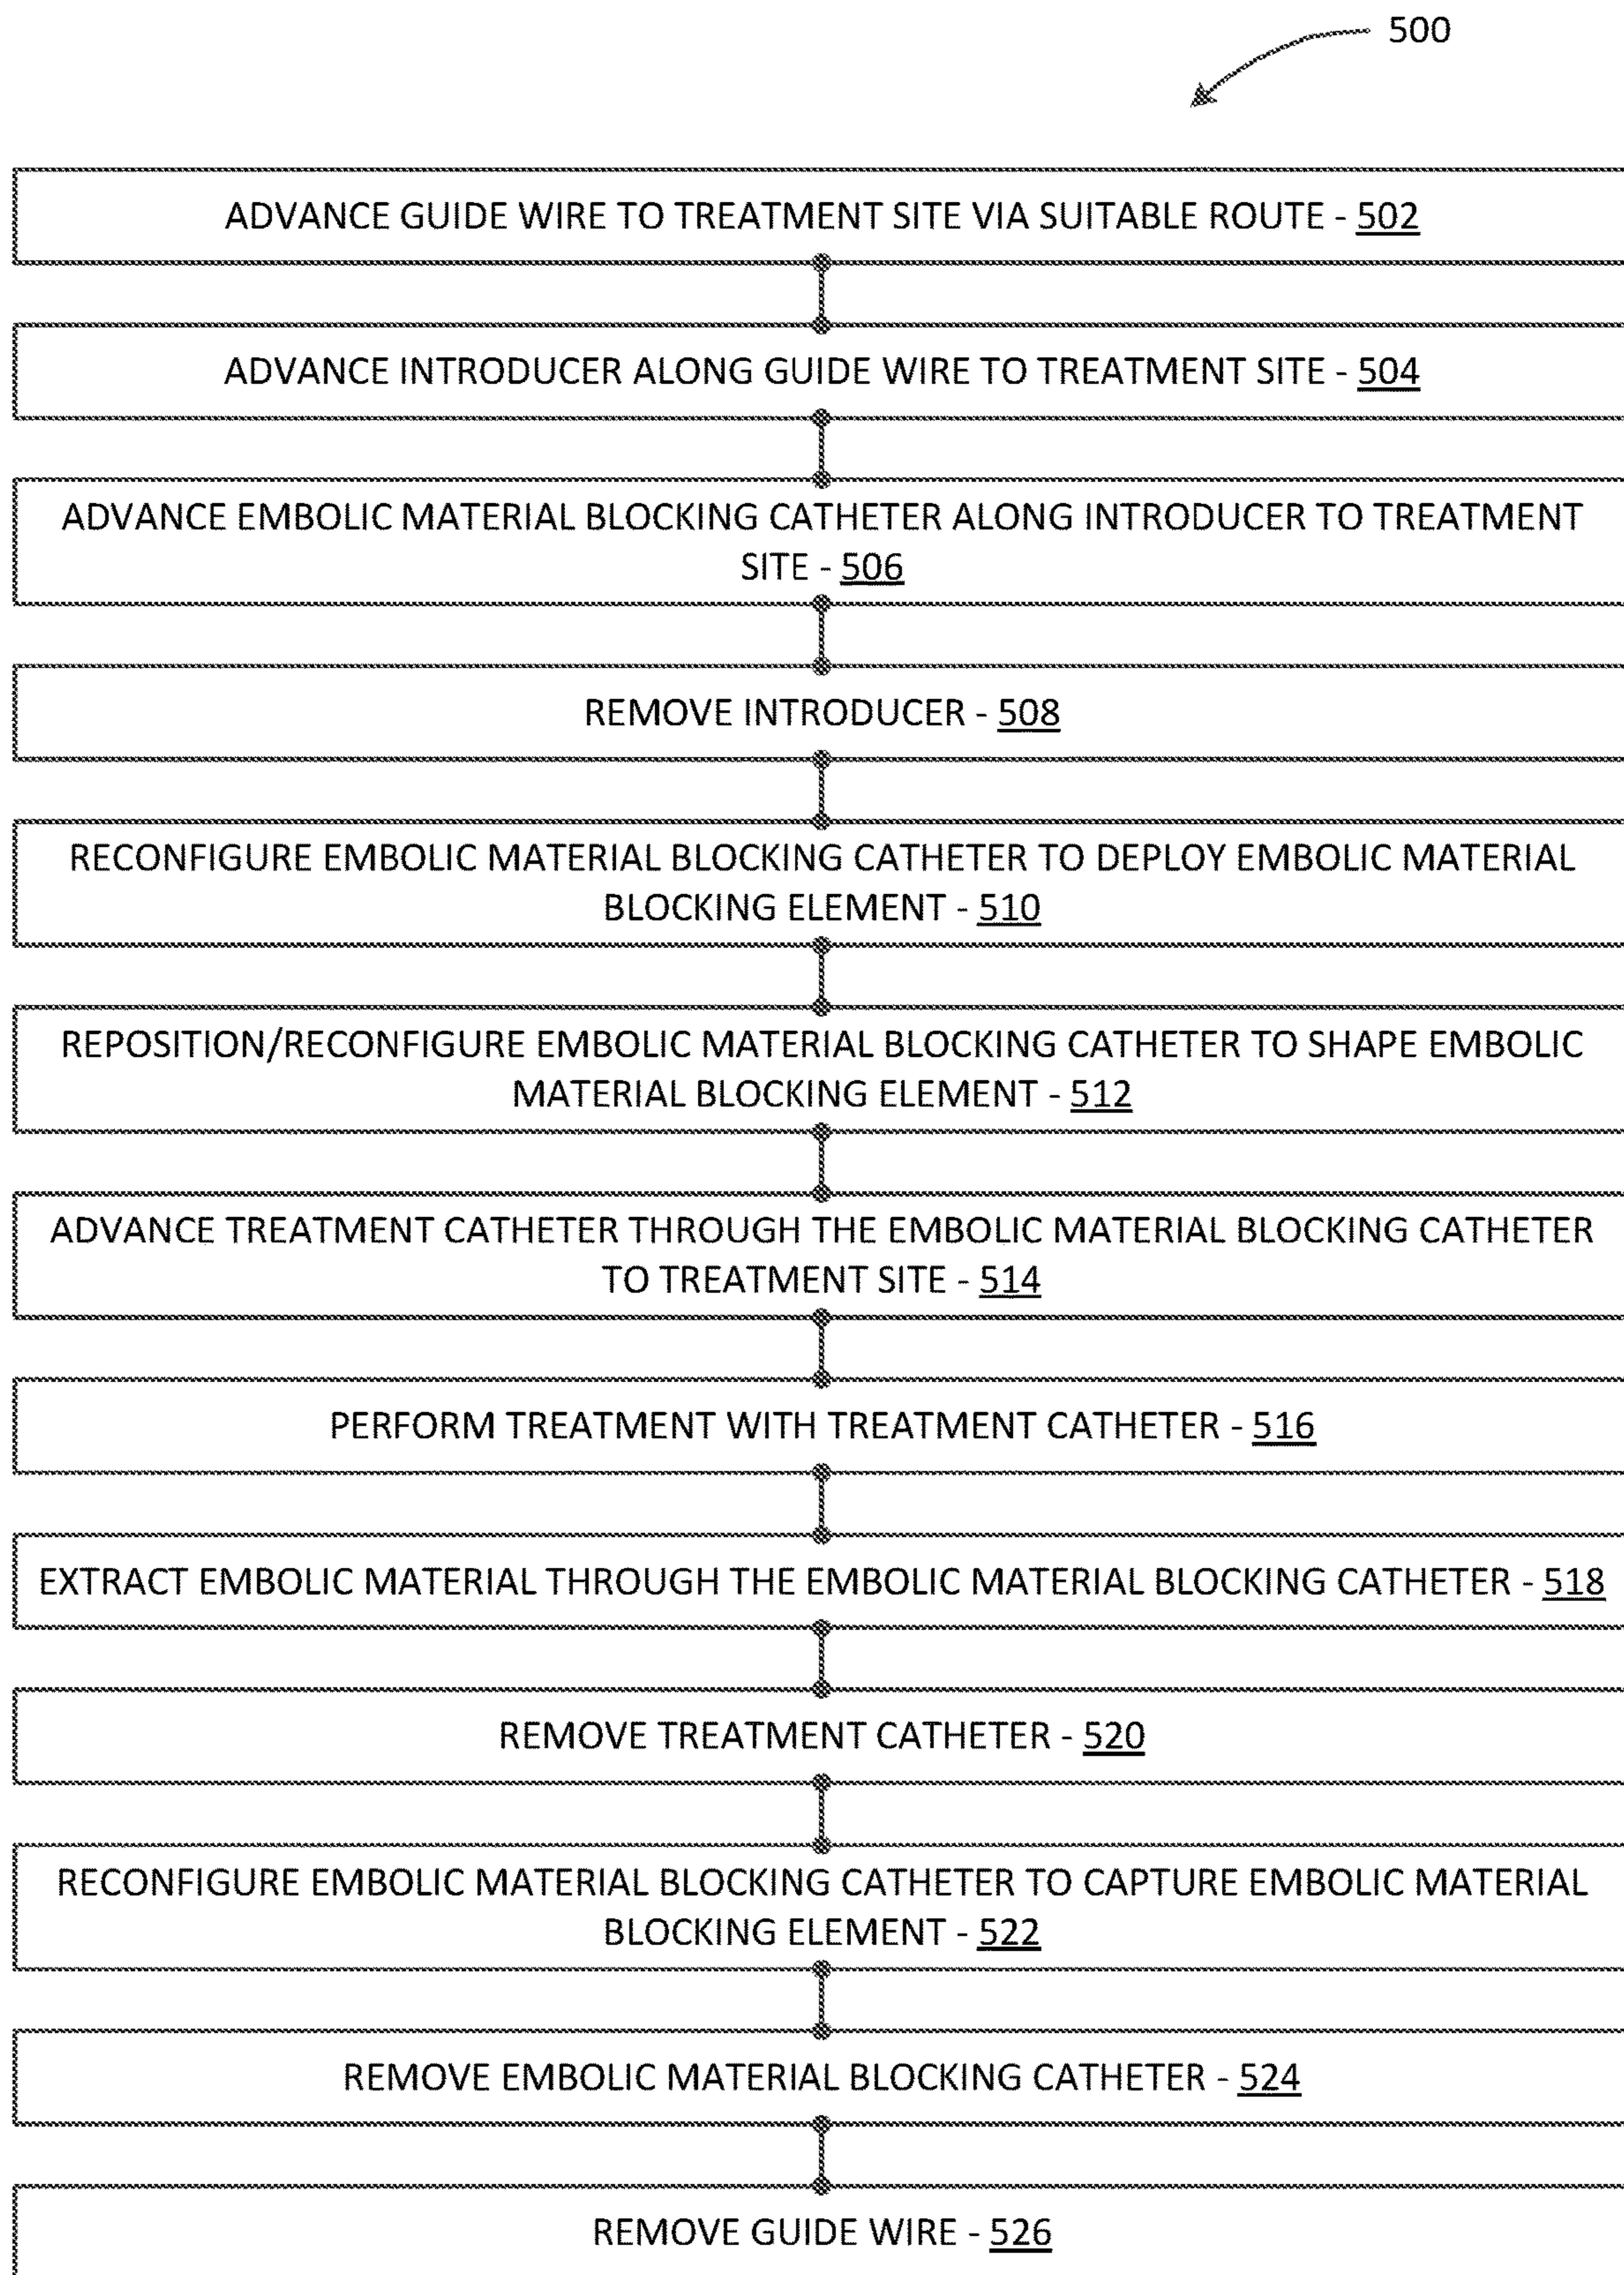 500
ADVANCE GUIDE WIRE TO TREATMENT SITE VIA SUITABLE ROUTE - 502
ADVANCE INTRODUCER ALONG GUIDE WIRE TO TREATMENT SITE - 504
ADVANCE EMBOLIC MATERIAL BLOCKING CATHETER ALONG INTRODUCER TO TREATMENT
SITE - 506
REMOVE INTRODUCER - 508
RECONFIGURE EMBOLIC MATERIAL BLOCKING CATHETER TO DEPLOY EMBOLIC MATERIAL
BLOCKING ELEMENT - 510
REPOSITION/RECONFIGURE EMBOLIC MATERIAL BLOCKING CATHETER TO SHAPE EMBOLIC
MATERIAL BLOCKING ELEMENT - 512
ADVANCE TREATMENT CATHETER THROUGH THE EMBOLIC MATERIAL BLOCKING CATHETER
TO TREATMENT SITE - 514
PERFORM TREATMENT WITH TREATMENT CATHETER - 516
EXTRACT EMBOLIC MATERIAL THROUGH THE EMBOLIC MATERIAL BLOCKING CATHETER - 518
REMOVE TREATMENT CATHETER - 520
RECONFIGURE EMBOLIC MATERIAL BLOCKING CATHETER TO CAPTURE EMBOLIC MATERIAL
BLOCKING ELEMENT - 522
REMOVE EMBOLIC MATERIAL BLOCKING CATHETER - 524
REMOVE GUIDE WIRE - 526